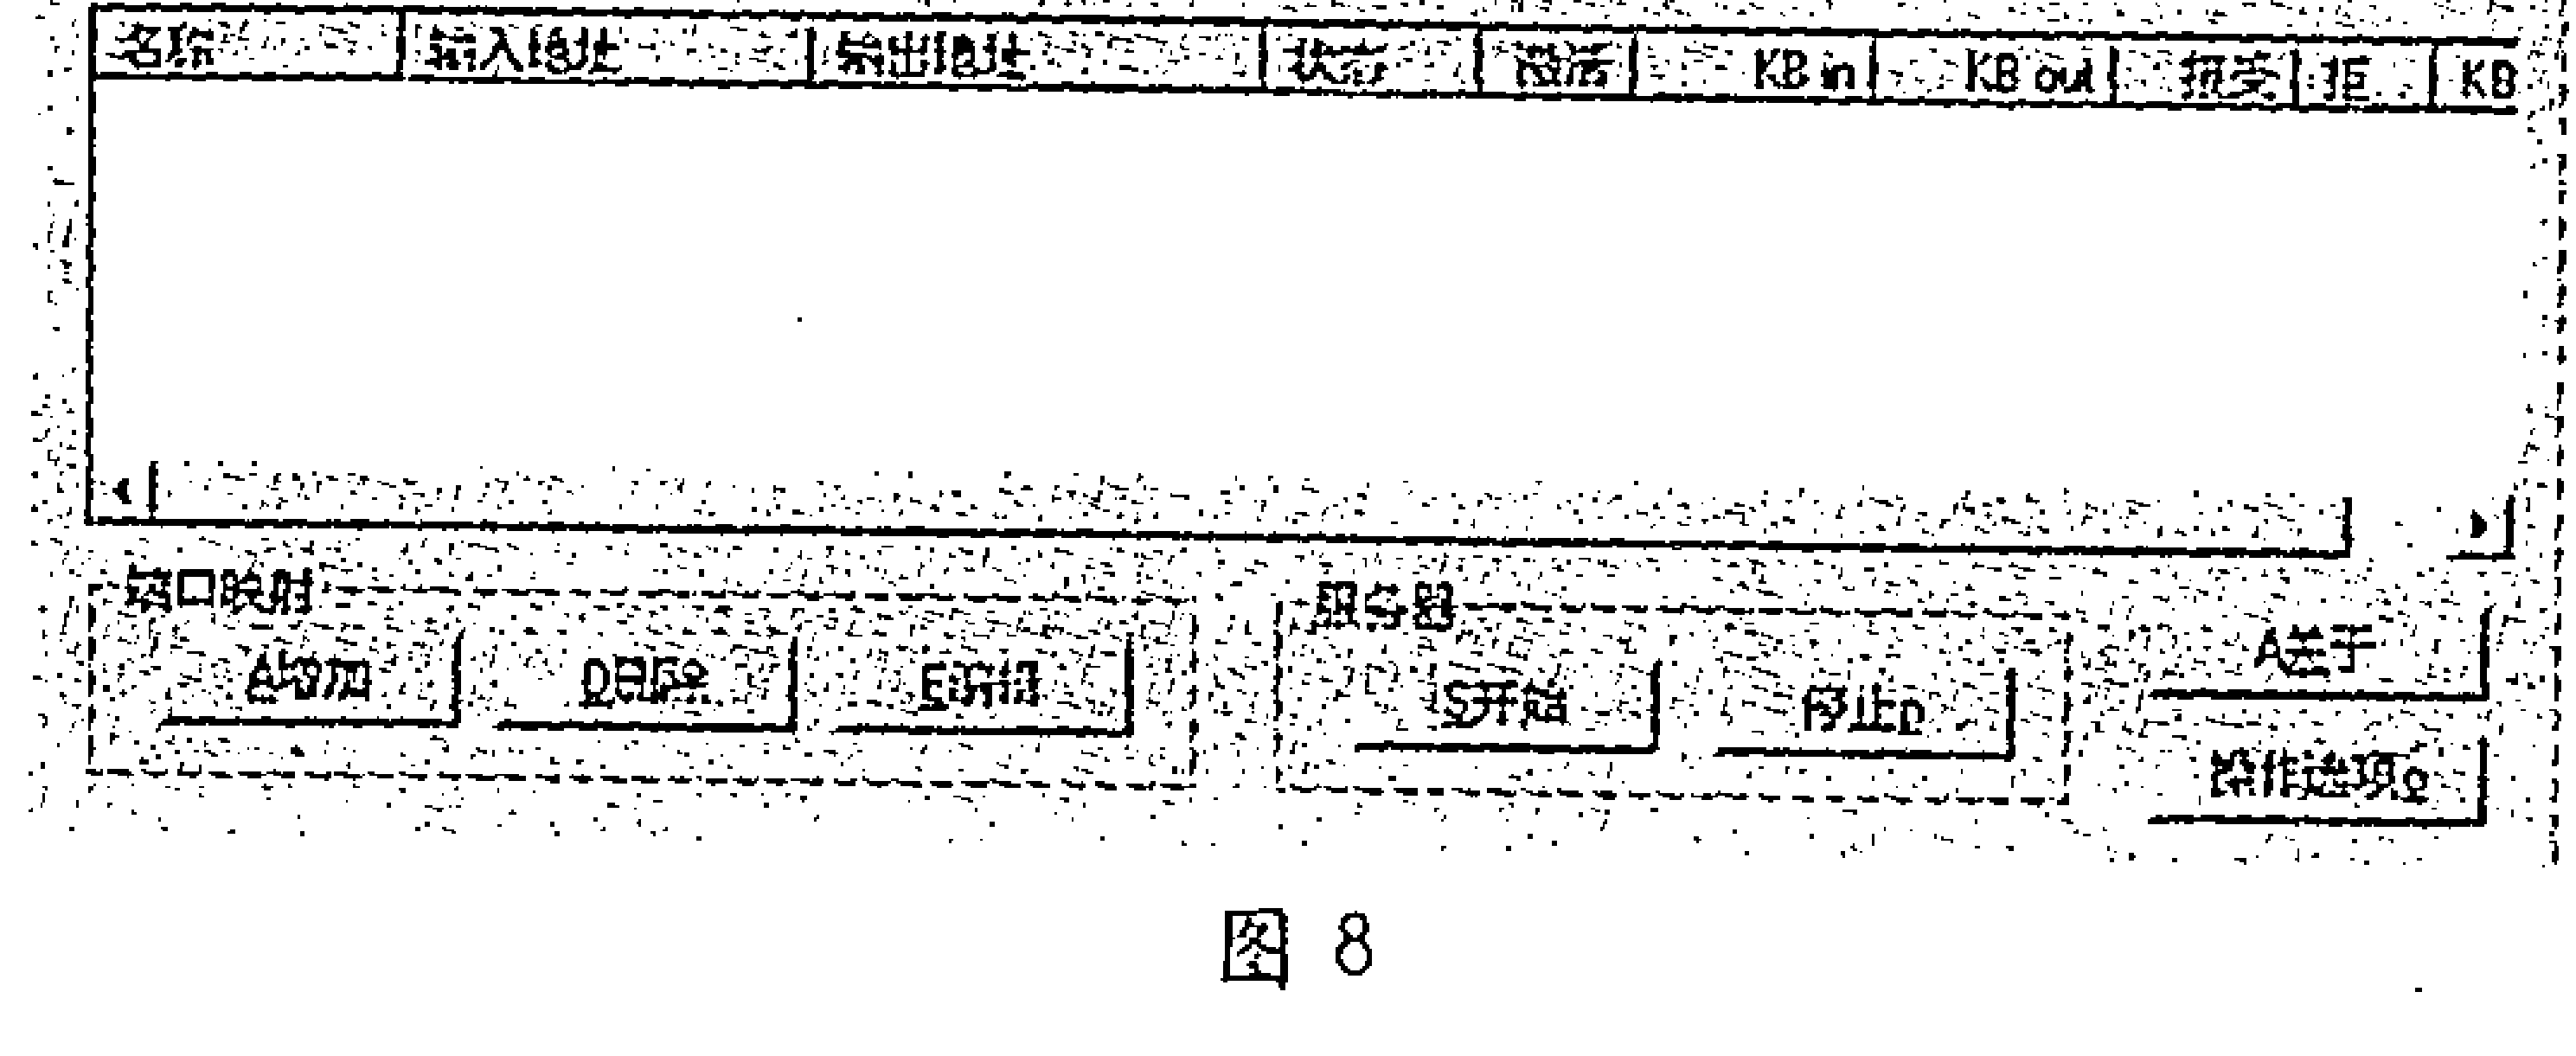 名称 输入地址 输出地址 状态 激活 KB in KB out 接受 拒 KB
端口映射 服务器
A增加 D删除 E编辑 S开始 停止p A关于
操作选项o
图 8